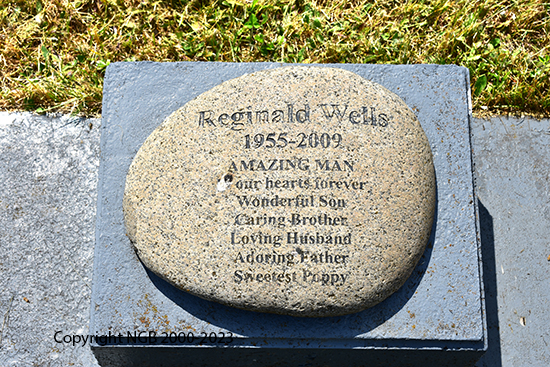 Reginald Wells
1955-2009
AMAZING MAN
our hearts forever
Wonderful Son
Caring Brother
Loving Husband
Adoring Father
Sweetest Poppy
Copyright NGB 2000-2023